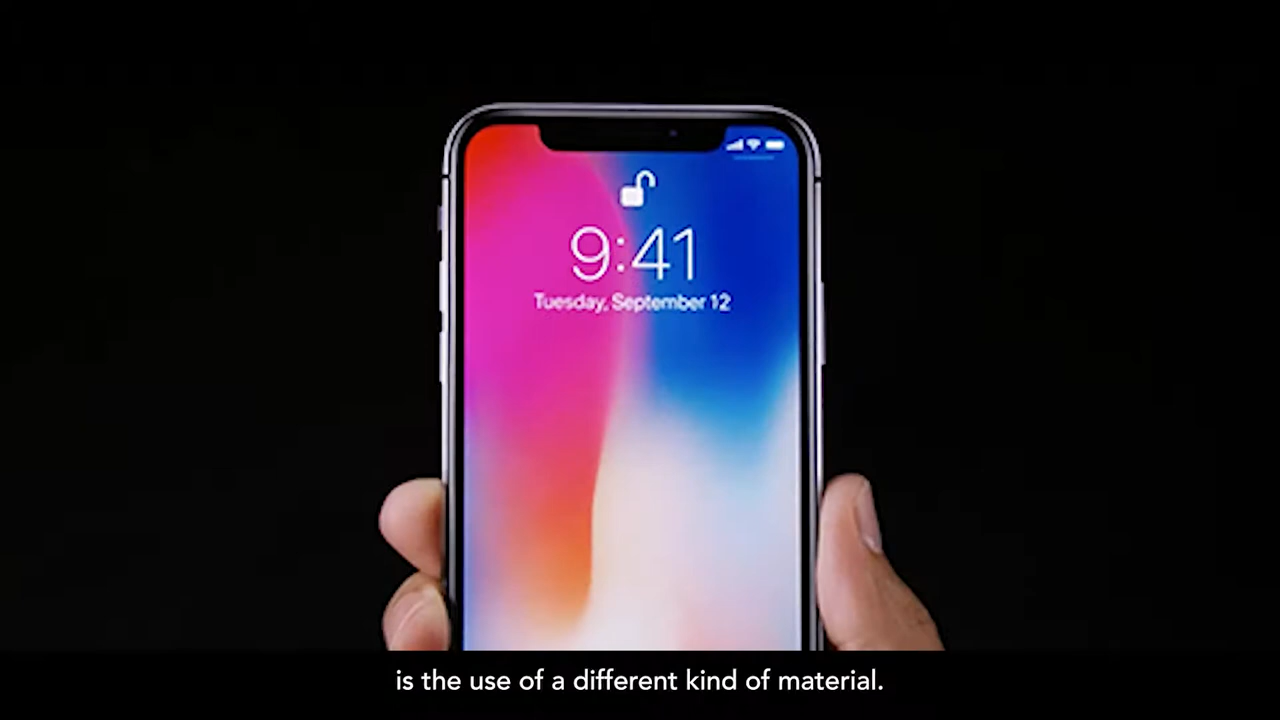 9:41
Tuesday, September 12
is the use of a different kind of material.